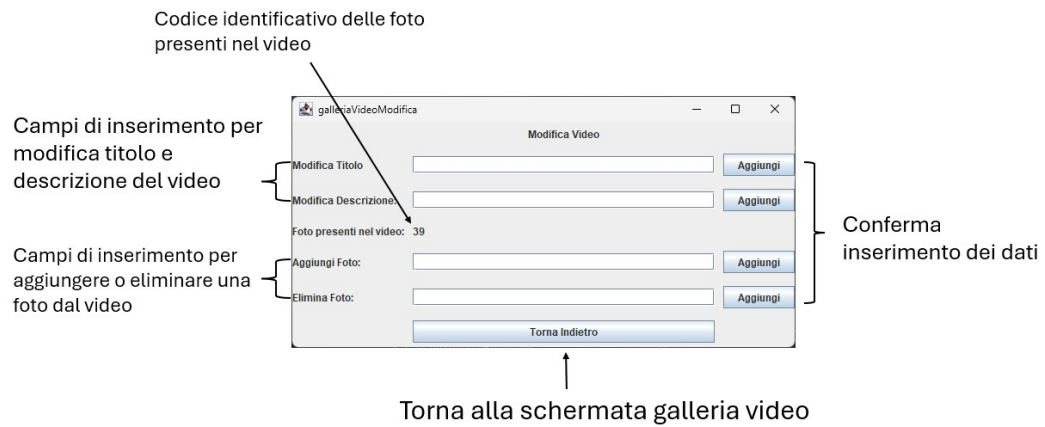 Codice identificativo delle foto
presenti nel video
galleriaVideoModifica
Modifica Video
Campi di inserimento per
modifica titolo e
descrizione del video
Modifica Titolo
Aggiungi
Modifica Descrizione:
Aggiungi
Foto presenti nel video: 39
Conferma
inserimento dei dati
Campi di inserimento per
aggiungere o eliminare una
foto dal video
Aggiungi Foto:
Aggiungi
Elimina Foto:
Aggiungi
Torna Indietro
Torna alla schermata galleria video